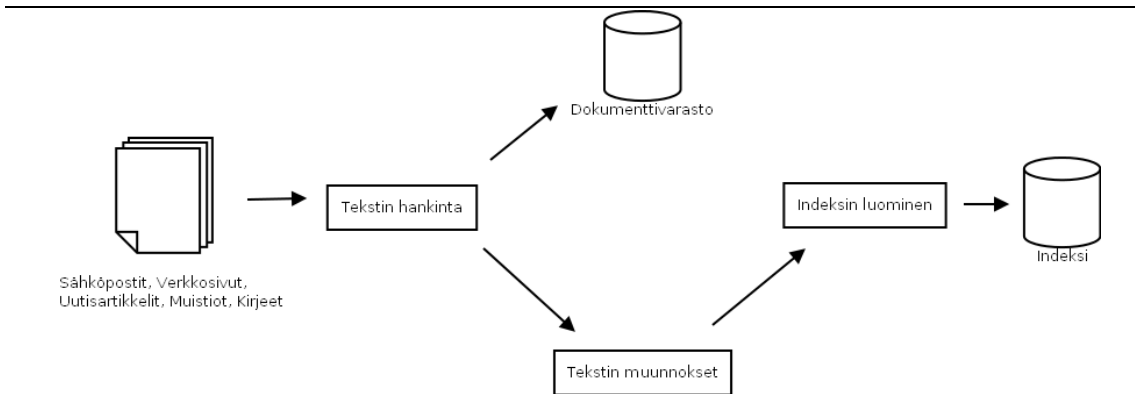 Dokumenttivarasto
Tekstin hankinta
Indeksin luominen
Indeksi
Sähköpostit, Verkkosivut,
Uutisartikkelit, Muistiot, Kirjeet
Tekstin muunnokset